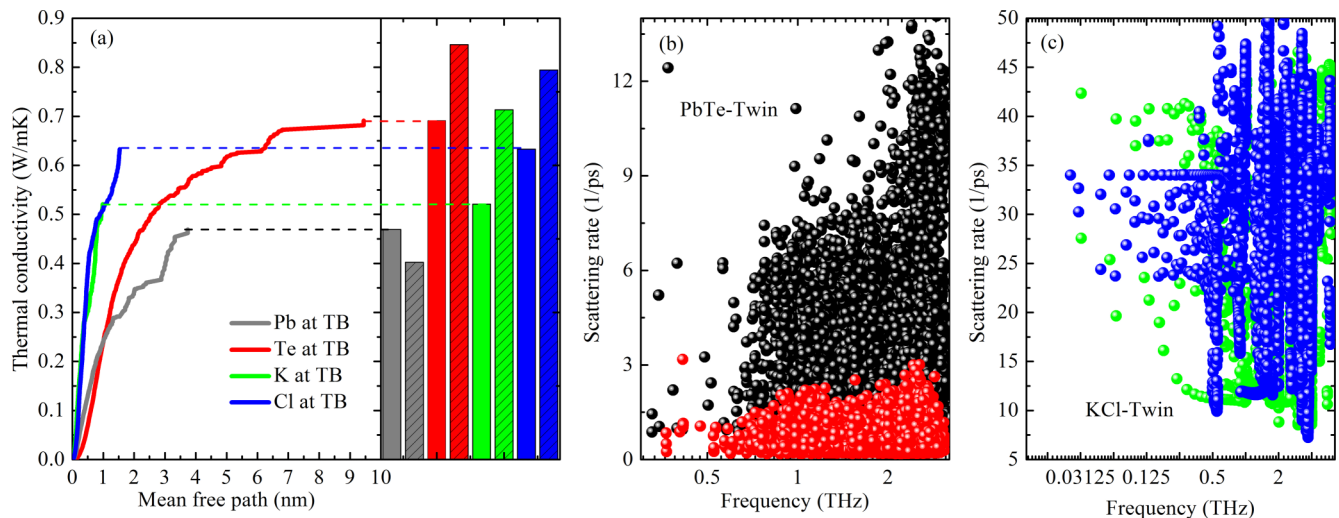 (a)
Thermal conductivity (W/mK)
0.9
0.8
0.7
0.6
0.5
0.4
0.3
0.2
0.1
0.0
Pb at TB
Te at TB
K at TB
Cl at TB
0 1 2 3 4 5 6 7 8 9 10
Mean free path (nm)
(b)
PbTe-Twin
Scattering rate (1/ps)
12
9
6
3
0
0.5 1 2
Frequency (THz)
(c)
KCl-Twin
Scattering rate (1/ps)
50
45
40
35
30
25
20
15
10
5
0.03125 0.125 0.5 2
Frequency (THz)